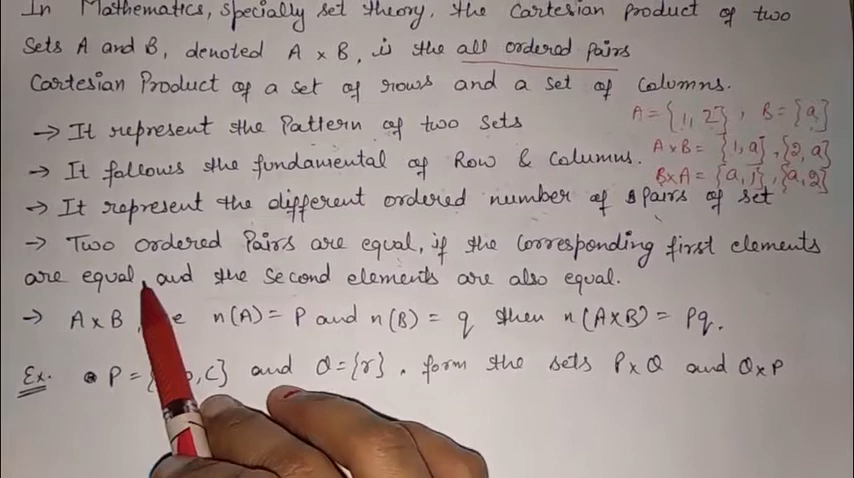 In Mathematics, specially set theory, the Cartesian product of two
Sets A and B, denoted A × B, is the all ordered pairs
Cartesian Product of a set of rows and a set of columns.
A = {1, 2}, B = {a}
→ It represent the Pattern of two Sets
A×B = {1, a}, {2, a}
→ It follows the fundamental of Row & Columns.
B×A = {a, 1}, {a, 2}
→ It represent the different ordered number of pairs of set
→ Two ordered Pairs are equal, if the corresponding first elements
are equal and the second elements are also equal.
→ A×B, n(A) = P and n(B) = q then n(A×B) = Pq.
Ex. P = { ,C} and Q = {r}. form the sets P×Q and Q×P